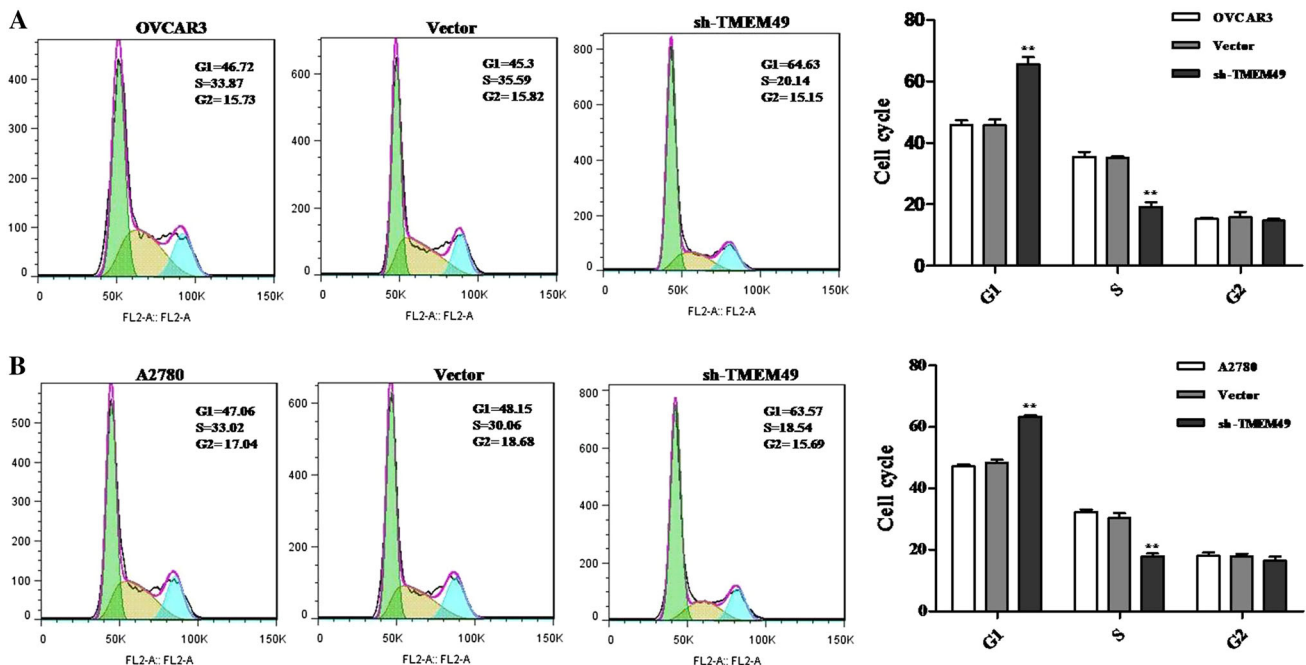 A
OVCAR3
G1=46.72
S=33.87
G2=15.73
400
300
200
100
0
0 50K 100K 150K
FL2-A:: FL2-A
Vector
G1=45.3
S=35.59
G2=15.82
600
400
200
0
0 50K 100K 150K
FL2-A:: FL2-A
sh-TMEM49
G1=64.63
S=20.14
G2=15.15
800
600
400
200
0
0 50K 100K 150K
FL2-A:: FL2-A
OVCAR3
Vector
sh-TMEM49
Cell cycle
80
60
40
20
0
**
**
G1
S
G2
B
A2780
G1=47.06
S=33.02
G2=17.04
500
400
300
200
100
0
0 50K 100K 150K
FL2-A:: FL2-A
Vector
G1=48.15
S=30.06
G2=18.68
600
400
200
0
0 50K 100K 150K
FL2-A:: FL2-A
sh-TMEM49
G1=63.57
S=18.54
G2=15.69
800
600
400
200
0
0 50K 100K 150K
FL2-A:: FL2-A
A2780
Vector
sh-TMEM49
Cell cycle
80
60
40
20
0
**
**
G1
S
G2